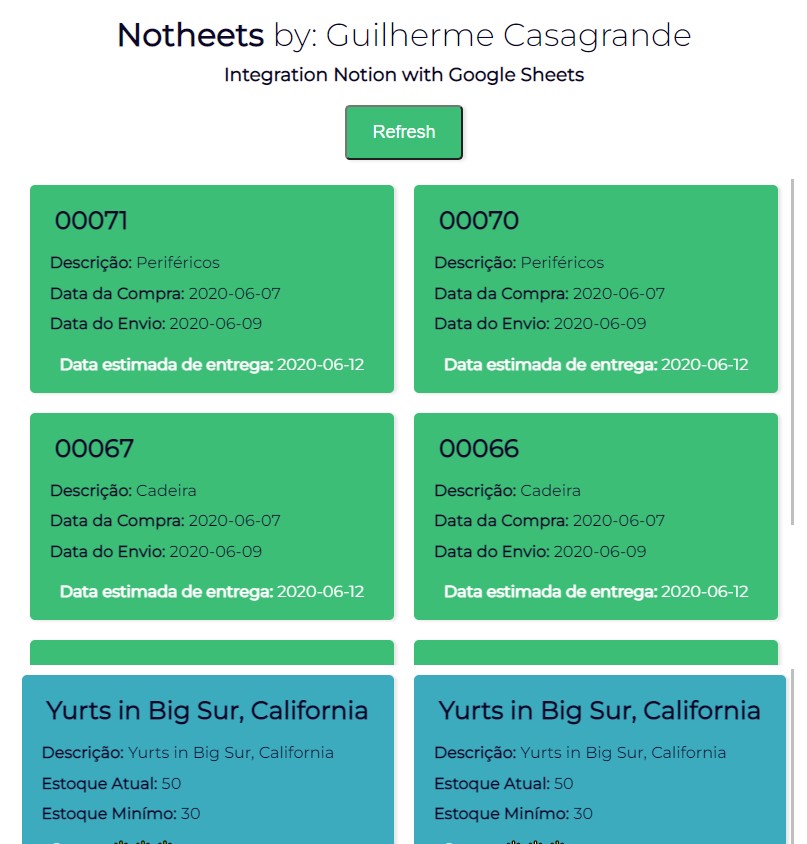 Notheets by: Guilherme Casagrande
Integration Notion with Google Sheets
Refresh
00071
Descrição: Periféricos
Data da Compra: 2020-06-07
Data do Envio: 2020-06-09
Data estimada de entrega: 2020-06-12
00070
Descrição: Periféricos
Data da Compra: 2020-06-07
Data do Envio: 2020-06-09
Data estimada de entrega: 2020-06-12
00067
Descrição: Cadeira
Data da Compra: 2020-06-07
Data do Envio: 2020-06-09
Data estimada de entrega: 2020-06-12
00066
Descrição: Cadeira
Data da Compra: 2020-06-07
Data do Envio: 2020-06-09
Data estimada de entrega: 2020-06-12
Yurts in Big Sur, California
Descrição: Yurts in Big Sur, California
Estoque Atual: 50
Estoque Minímo: 30
Yurts in Big Sur, California
Descrição: Yurts in Big Sur, California
Estoque Atual: 50
Estoque Minímo: 30